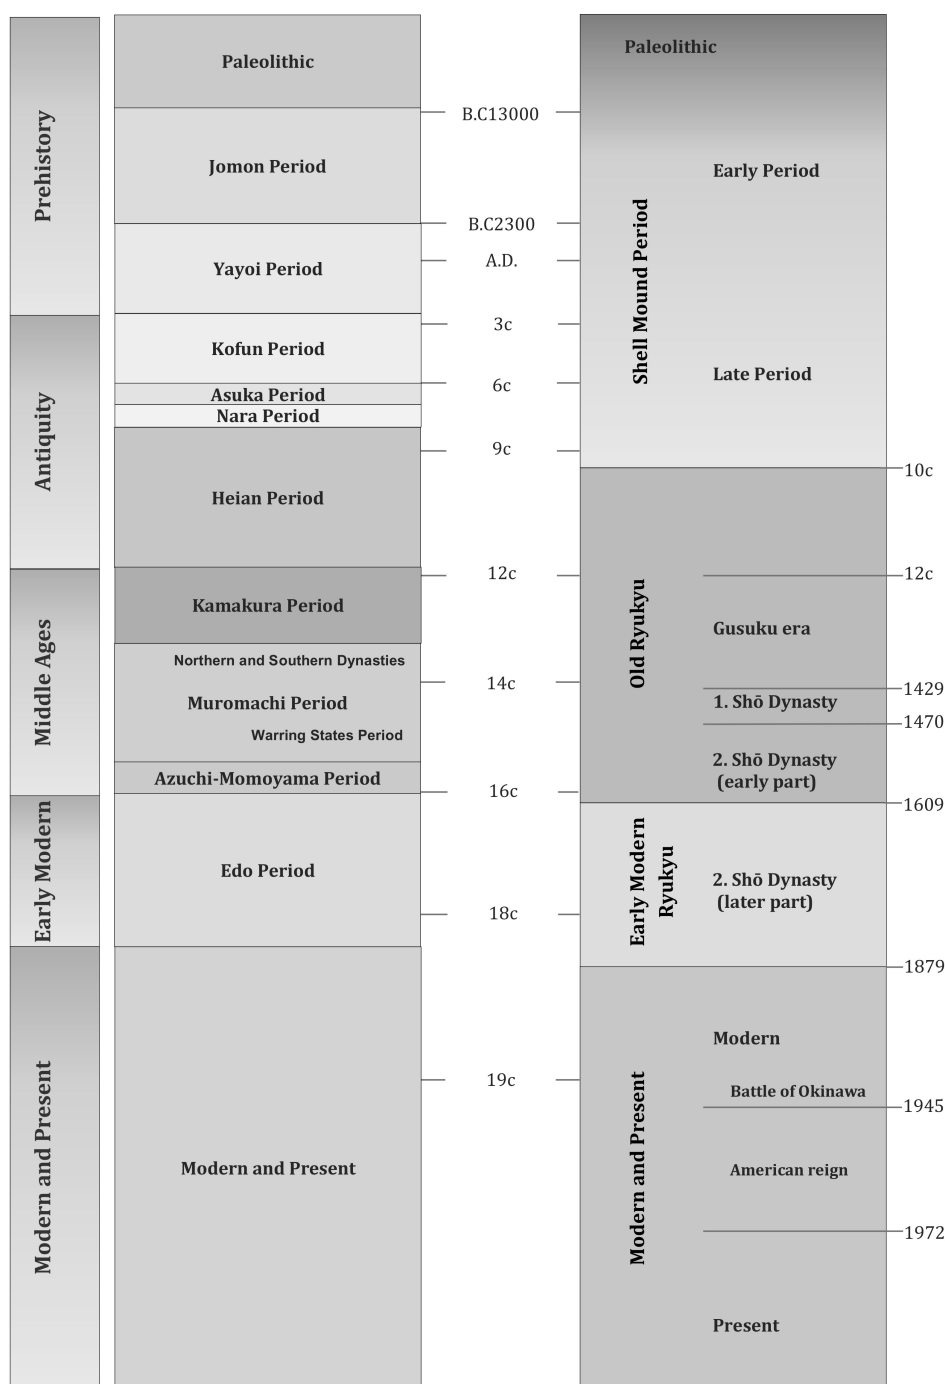 Prehistory
Antiquity
Middle Ages
Early Modern
Modern and Present
Paleolithic
Jomon Period
Yayoi Period
Kofun Period
Asuka Period
Nara Period
Heian Period
Kamakura Period
Northern and Southern Dynasties
Muromachi Period
Warring States Period
Azuchi-Momoyama Period
Edo Period
Modern and Present
B.C13000
B.C2300
A.D.
3c
6c
9c
12c
14c
16c
18c
19c
Paleolithic
Shell Mound Period
Early Period
Late Period
Old Ryukyu
Gusuku era
1. Shō Dynasty
2. Shō Dynasty
(early part)
Early Modern
Ryukyu
2. Shō Dynasty
(later part)
Modern and Present
Modern
Battle of Okinawa
American reign
Present
10c
12c
1429
1470
1609
1879
1945
1972